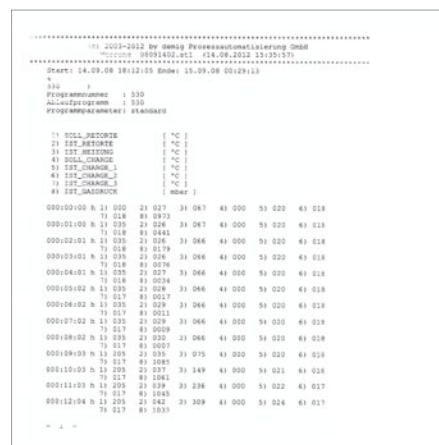 (c) 2003-2012 by demig Prozessautomatisierung GmbH
08091402.stl (14.08.2012 15:35:57)
Start: 14.09.08 18:12:05 Ende: 15.09.08 00:29:13
530
Programmnummer : 530
Ablaufprogramm : 530
Programmparameter: standard
1) SOLL_RETORTE [ °C ]
2) IST_RETORTE [ °C ]
3) IST_HEIZUNG [ °C ]
4) SOLL_CHARGE [ °C ]
5) IST_CHARGE_1 [ °C ]
6) IST_CHARGE_2 [ °C ]
7) IST_CHARGE_3 [ °C ]
8) IST_GASDRUCK [ mbar ]
000:00:00 h 1) 000 2) 027 3) 067 4) 000 5) 020 6) 018
7) 018 8) 0973
000:01:00 h 1) 035 2) 026 3) 067 4) 000 5) 020 6) 018
7) 018 8) 0441
000:02:01 h 1) 035 2) 026 3) 066 4) 000 5) 020 6) 018
7) 018 8) 0179
000:03:01 h 1) 035 2) 026 3) 066 4) 000 5) 020 6) 018
7) 018 8) 0076
000:04:01 h 1) 035 2) 027 3) 066 4) 000 5) 020 6) 018
7) 018 8) 0034
000:05:02 h 1) 035 2) 028 3) 066 4) 000 5) 020 6) 018
7) 017 8) 0017
000:06:02 h 1) 035 2) 029 3) 066 4) 000 5) 020 6) 018
7) 017 8) 0011
000:07:02 h 1) 035 2) 029 3) 066 4) 000 5) 020 6) 018
7) 017 8) 0009
000:08:02 h 1) 035 2) 030 3) 066 4) 000 5) 020 6) 018
7) 017 8) 0007
000:09:03 h 1) 205 2) 035 3) 075 4) 000 5) 020 6) 018
7) 017 8) 1085
000:10:03 h 1) 205 2) 037 3) 149 4) 000 5) 021 6) 018
7) 017 8) 1061
000:11:03 h 1) 205 2) 039 3) 236 4) 000 5) 022 6) 017
7) 017 8) 1045
000:12:04 h 1) 205 2) 042 3) 309 4) 000 5) 024 6) 017
7) 017 8) 1033
- 1 -